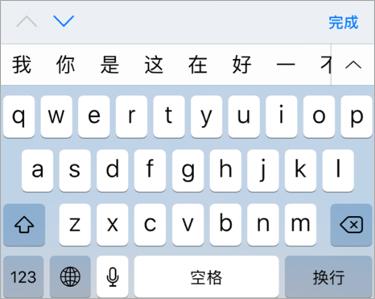 完成
我 你 是 这 在 好 一
q w e r t y u i o p
a s d f g h j k l
z x c v b n m
123 空格 换行